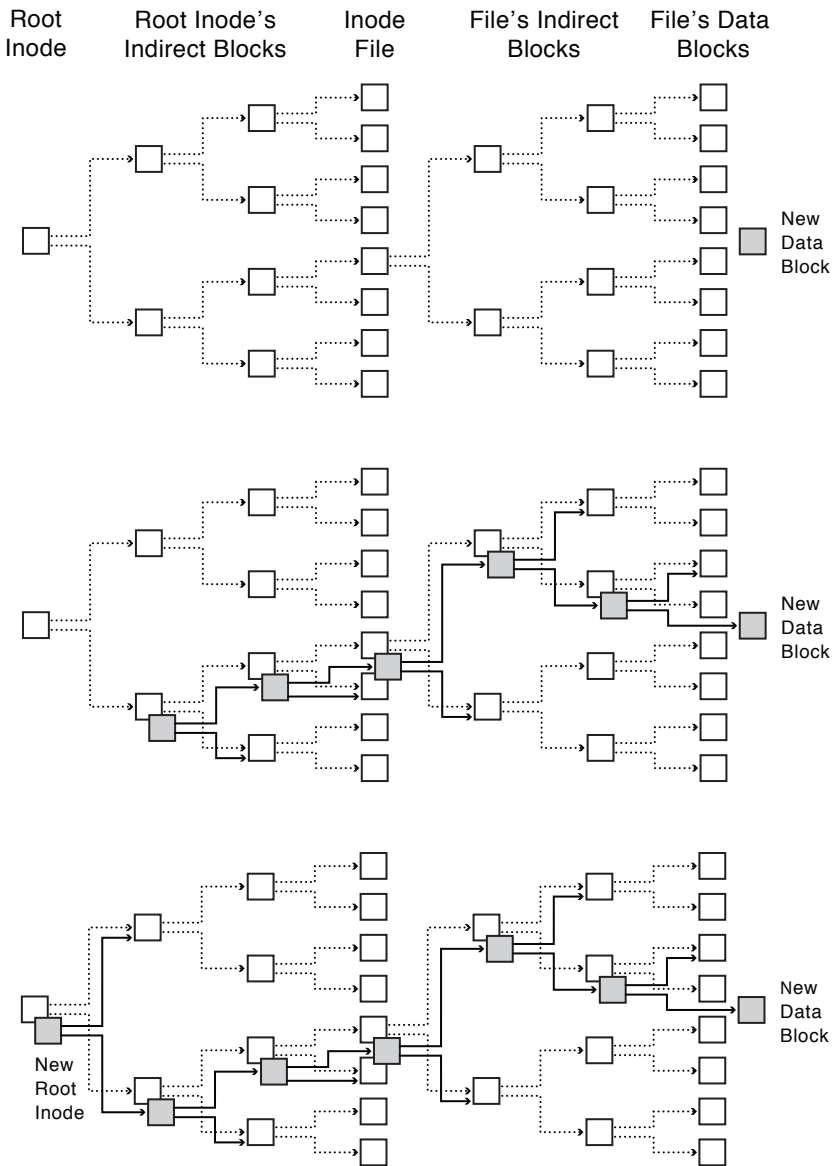 Root
Inode
Root Inode's
Indirect Blocks
Inode
File
File's Indirect
Blocks
File's Data
Blocks
New
Data
Block
New
Data
Block
New
Root
Inode
New
Data
Block